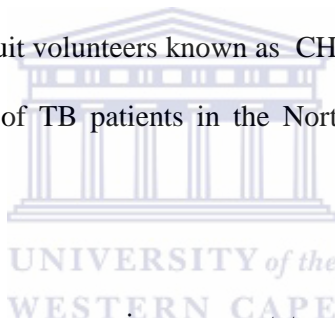 uit volunteers known as CH
of TB patients in the Nort
UNIVERSITY of the
WESTERN CAPE